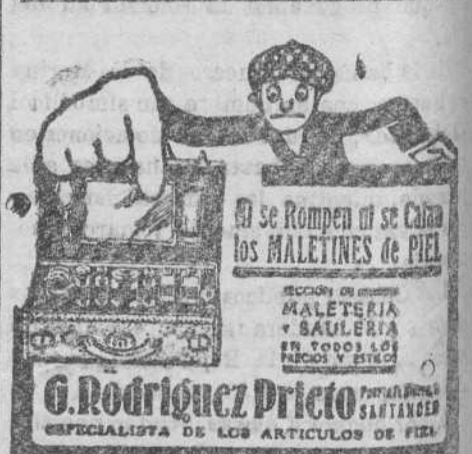 Ni se Rompen ni se Calan
los MALETINES de PIEL
SECCIÓN DE
MALETERIA
Y BAULERIA
EN TODOS LOS
PRECIOS Y ESTILOS
G. Rodriguez Prieto
SANTANDER
ESPECIALISTA DE LOS ARTICULOS DE PIEL